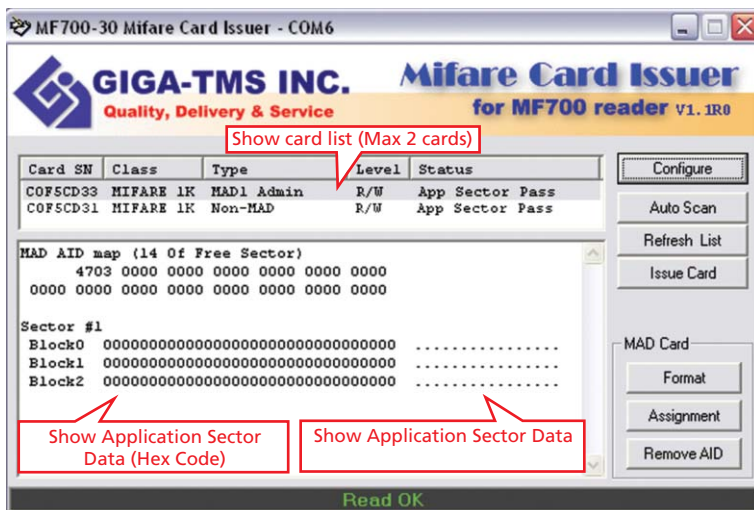 MF700-30 Mifare Card Issuer - COM6
GIGA-TMS INC.
Quality, Delivery & Service
Mifare Card Issuer
for MF700 reader V1.1R0
Show card list (Max 2 cards)
Card SN Class Type Level Status
C0F5CD33 MIFARE 1K MAD1 Admin R/W App Sector Pass
C0F5CD31 MIFARE 1K Non-MAD R/W App Sector Pass
Configure
Auto Scan
Refresh List
Issue Card
MAD AID map (14 Of Free Sector)
4703 0000 0000 0000 0000 0000 0000
0000 0000 0000 0000 0000 0000 0000 0000
Sector #1
Block0 00000000000000000000000000000000 ................
Block1 00000000000000000000000000000000 ................
Block2 00000000000000000000000000000000 ................
Show Application Sector
Data (Hex Code)
Show Application Sector Data
MAD Card
Format
Assignment
Remove AID
Read OK